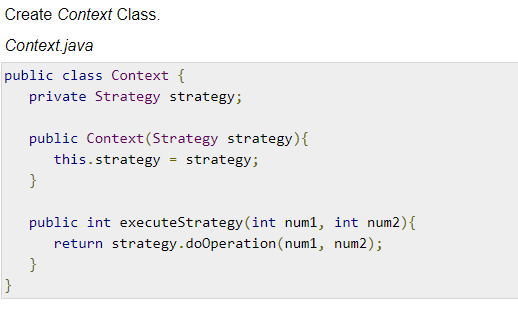 Create Context Class.
Context.java
public class Context {
private Strategy strategy;
public Context(Strategy strategy){
this.strategy = strategy;
}
public int executeStrategy(int num1, int num2){
return strategy.doOperation(num1, num2);
}
}